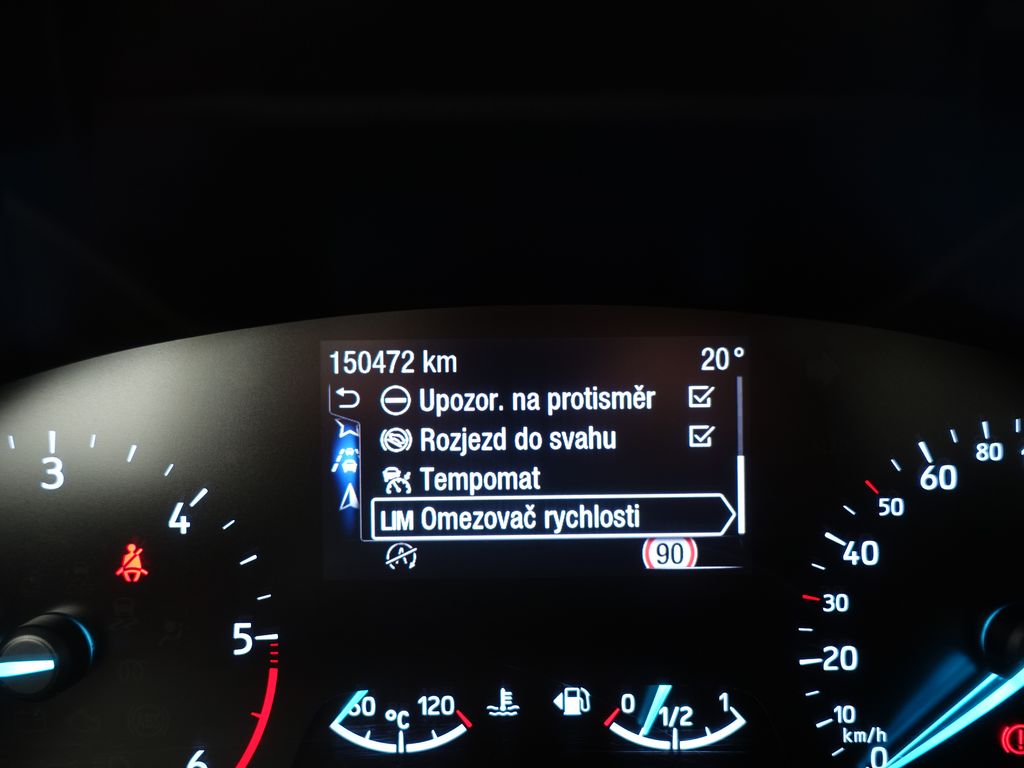 150472 km 20°
Upozor. na protisměr
Rozjezd do svahu
Tempomat
LIM Omezovač rychlosti
A 90
3
4
5
6
60 °C 120
0 1/2 1
80
60
50
40
30
20
10
km/h
0